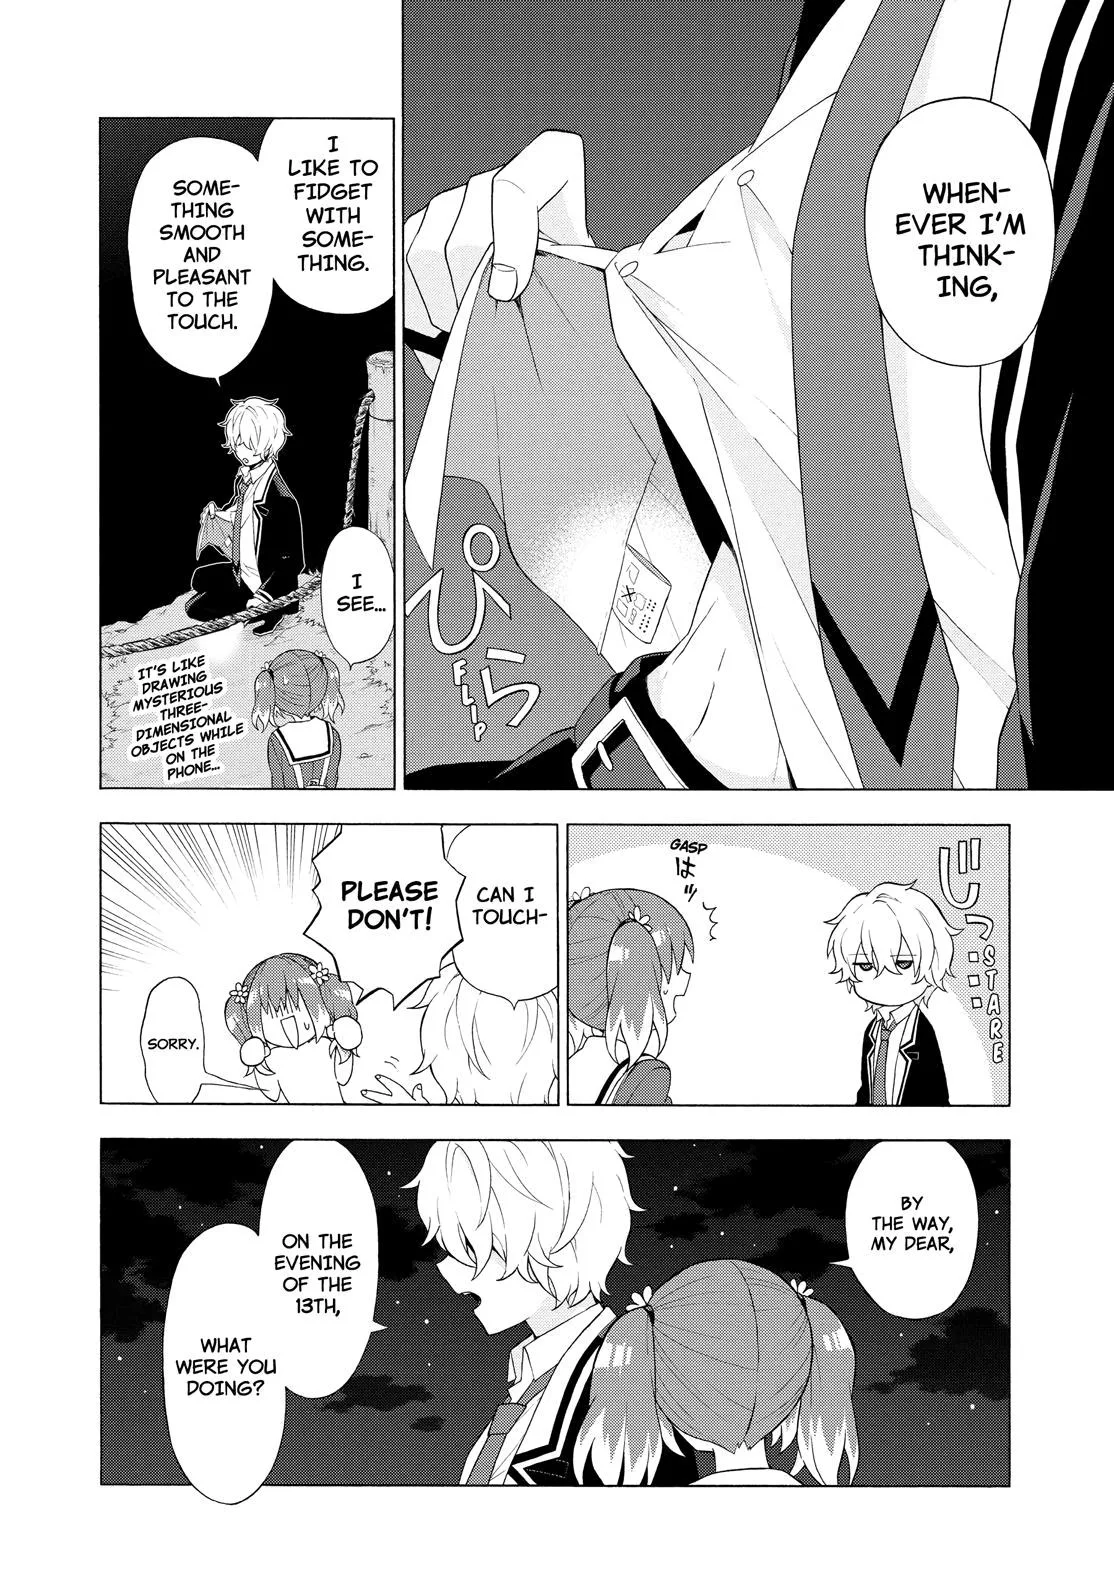 WHEN-
EVER I'M
THINK-
ING,
ぴら
FLIP
I
LIKE TO
FIDGET
WITH
SOME-
THING.
SOME-
THING
SMOOTH
AND
PLEASANT
TO THE
TOUCH.
I
SEE...
IT'S LIKE
DRAWING
MYSTERIOUS
THREE-
DIMENSIONAL
OBJECTS WHILE
ON THE
PHONE...
じっ……
STARE
GASP
はッ
CAN I
TOUCH-
PLEASE
DON'T!
SORRY.
BY
THE WAY,
MY DEAR,
ON THE
EVENING
OF THE
13TH,
WHAT
WERE YOU
DOING?